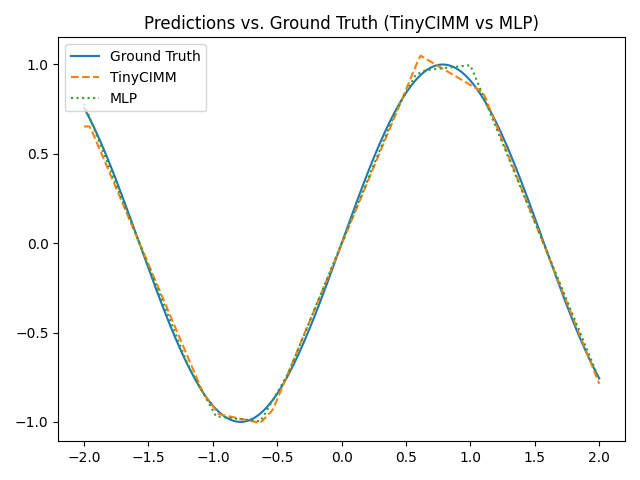 Predictions vs. Ground Truth (TinyCIMM vs MLP)
Ground Truth
TinyCIMM
MLP
1.0
0.5
0.0
−0.5
−1.0
−2.0 −1.5 −1.0 −0.5 0.0 0.5 1.0 1.5 2.0